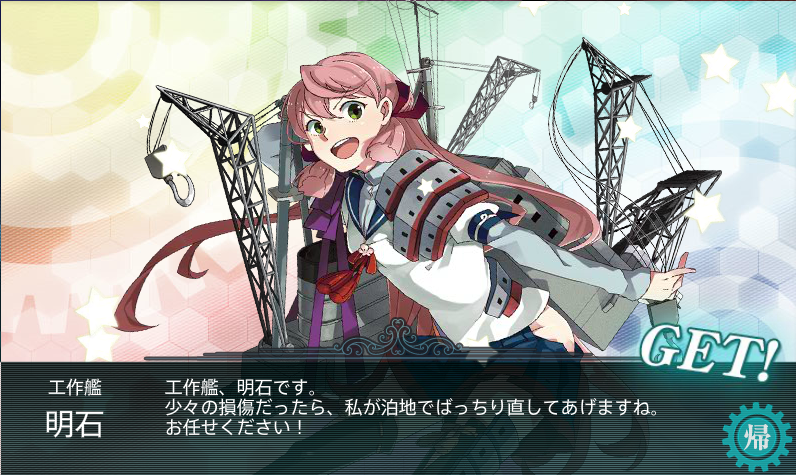 GET!
工作艦
明石
工作艦、明石です。
少々の損傷だったら、私が泊地でばっちり直してあげますね。
お任せください！
帰